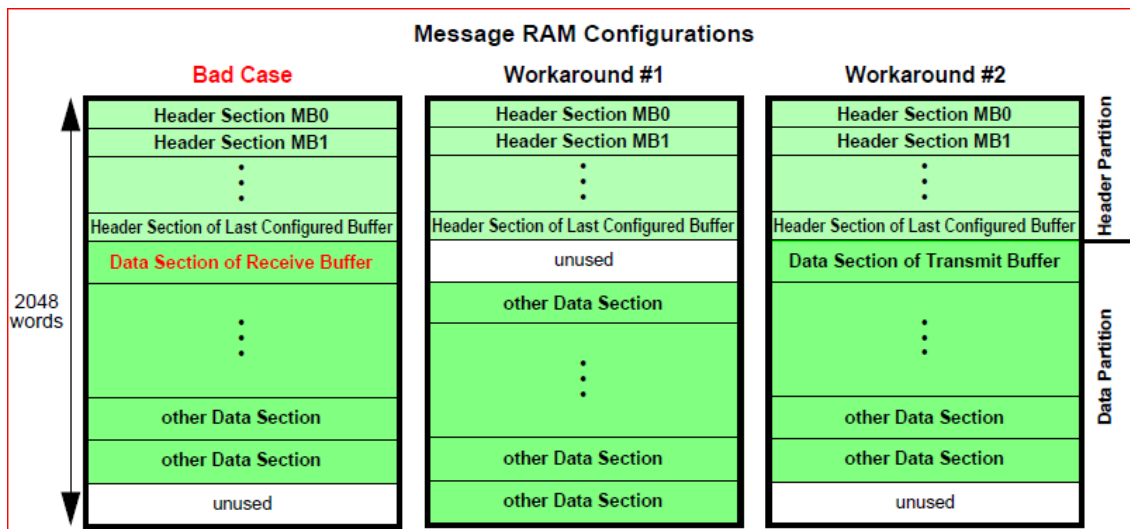 Message RAM Configurations
Bad Case
Workaround #1
Workaround #2
2048
words
Header Section MB0
Header Section MB1
Header Section of Last Configured Buffer
Data Section of Receive Buffer
other Data Section
other Data Section
unused
Header Section MB0
Header Section MB1
Header Section of Last Configured Buffer
unused
other Data Section
other Data Section
other Data Section
Header Section MB0
Header Section MB1
Header Section of Last Configured Buffer
Data Section of Transmit Buffer
other Data Section
other Data Section
unused
Header Partition
Data Partition